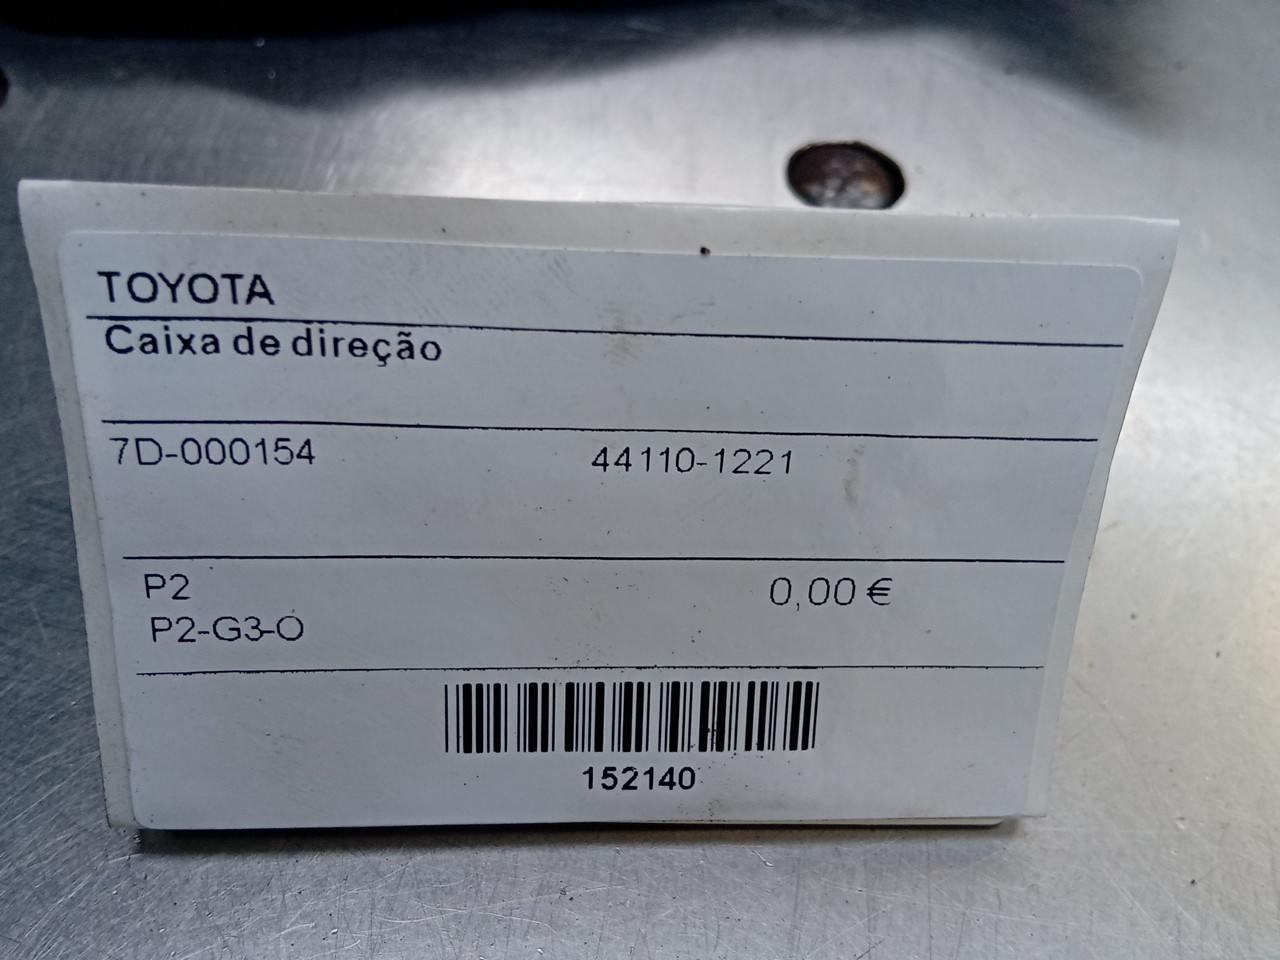 TOYOTA
Caixa de direção
7D-000154 44110-1221
P2 0,00 €
P2-G3-O
152140